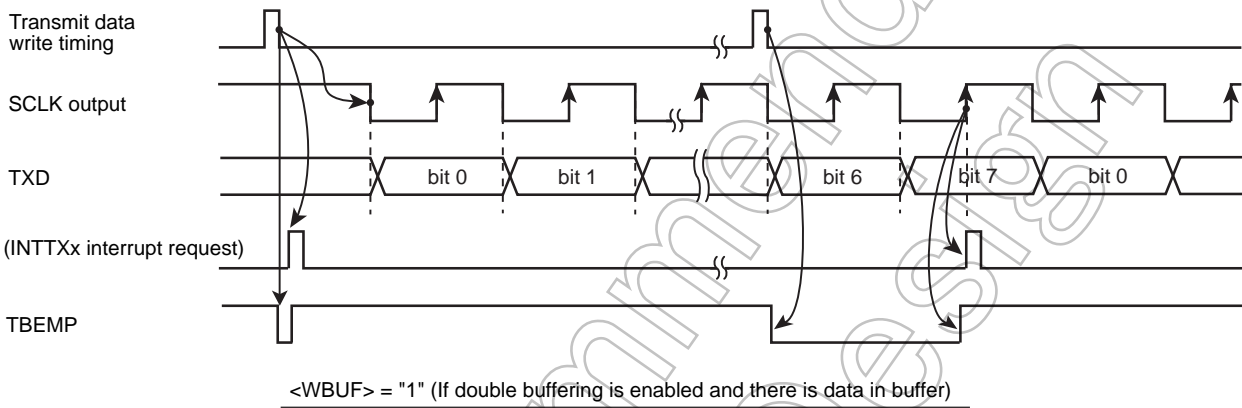 Transmit data
write timing
SCLK output
TXD
bit 0
bit 1
bit 6
bit 7
bit 0
(INTTXx interrupt request)
TBEMP
<WBUF> = "1" (If double buffering is enabled and there is data in buffer)